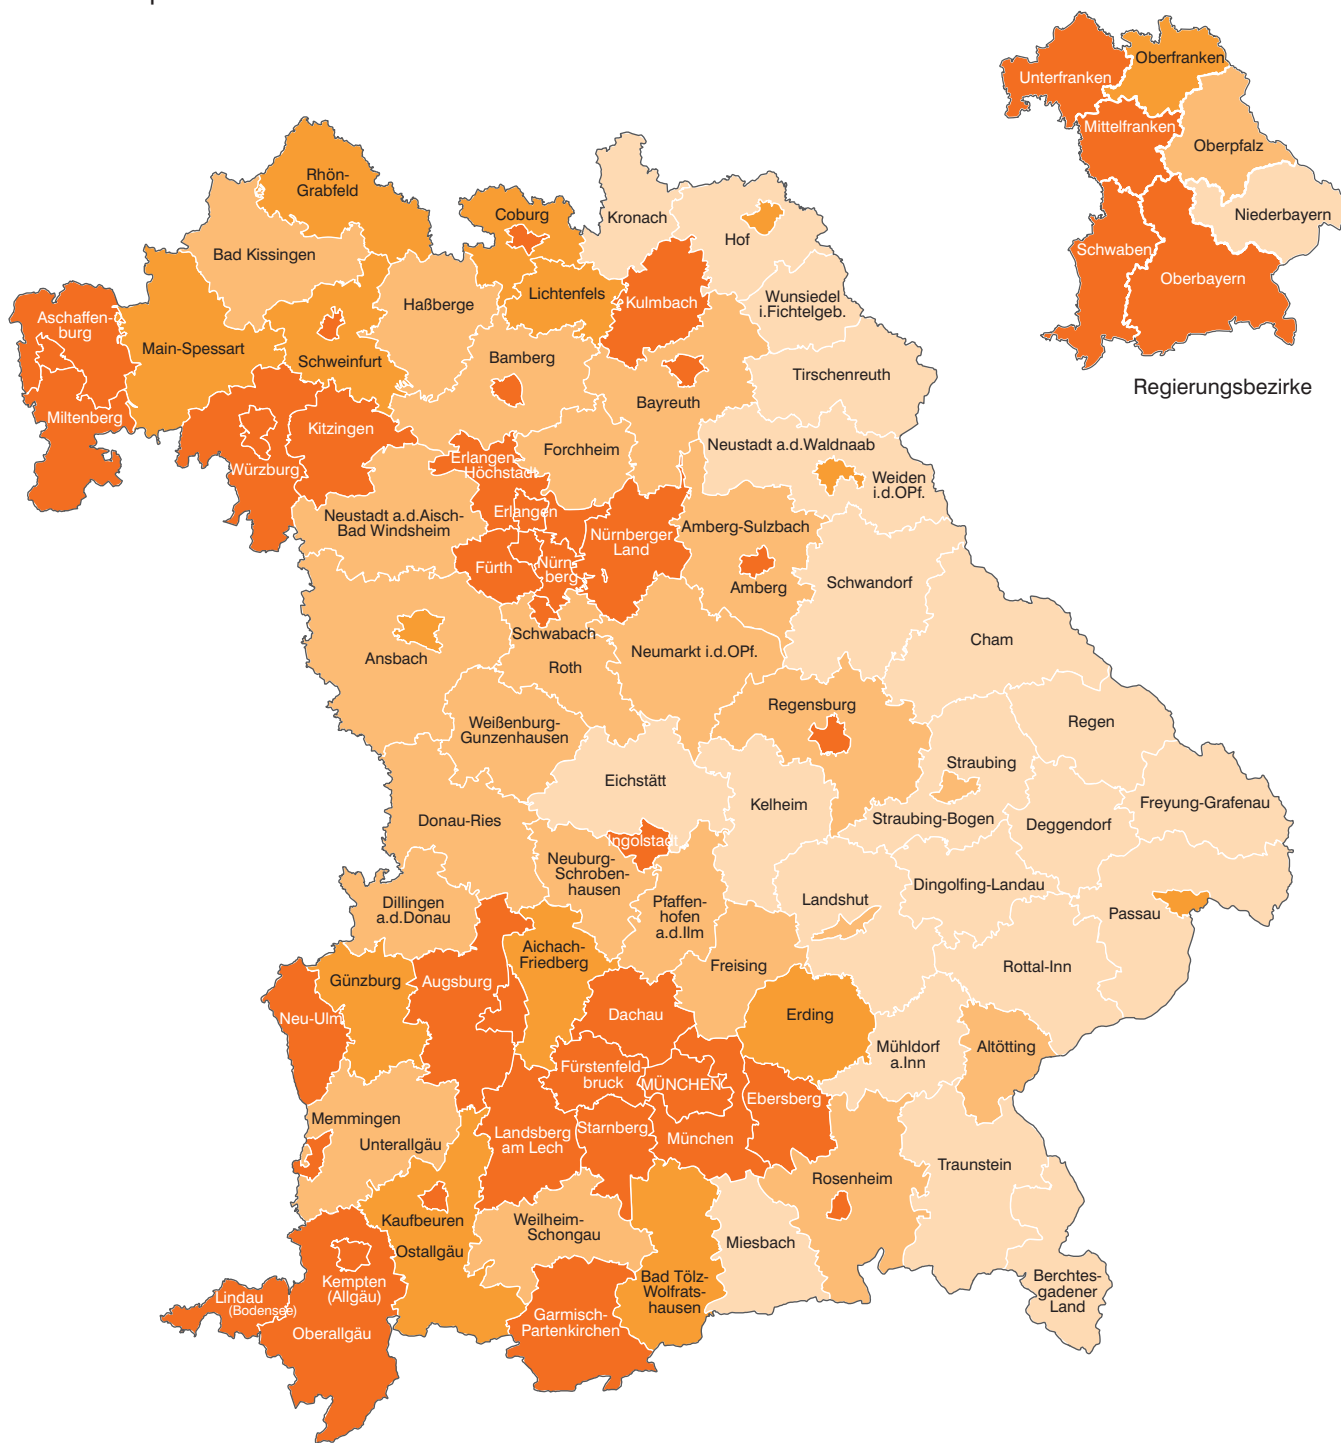 Unterfranken
Oberfranken
Mittelfranken
Oberpfalz
Niederbayern
Schwaben
Oberbayern
Regierungsbezirke
Rhön-
Grabfeld
Coburg
Kronach
Hof
Bad Kissingen
Haßberge
Lichtenfels
Kulmbach
Wunsiedel
i.Fichtelgeb.
Aschaffen-
burg
Main-Spessart
Schweinfurt
Bamberg
Bayreuth
Tirschenreuth
Miltenberg
Kitzingen
Würzburg
Erlangen-
Höchstadt
Forchheim
Neustadt a.d.Waldnaab
Weiden
i.d.OPf.
Neustadt a.d.Aisch-
Bad Windsheim
Erlangen
Nürnberger
Land
Amberg-Sulzbach
Fürth
Nürn-
berg
Amberg
Schwandorf
Ansbach
Schwabach
Roth
Neumarkt i.d.OPf.
Cham
Weißenburg-
Gunzenhausen
Regensburg
Regen
Eichstätt
Kelheim
Straubing
Freyung-Grafenau
Donau-Ries
Ingolstadt
Straubing-Bogen
Deggendorf
Neuburg-
Schroben-
hausen
Dillingen
a.d.Donau
Pfaffen-
hofen
a.d.Ilm
Landshut
Dingolfing-Landau
Passau
Aichach-
Friedberg
Günzburg
Augsburg
Freising
Rottal-Inn
Neu-Ulm
Dachau
Erding
Mühldorf
a.Inn
Altötting
Fürstenfeld
bruck
MÜNCHEN
Ebersberg
Memmingen
Unterallgäu
Landsberg
am Lech
Starnberg
München
Traunstein
Rosenheim
Kaufbeuren
Ostallgäu
Weilheim-
Schongau
Miesbach
Kempten
(Allgäu)
Lindau
(Bodensee)
Oberallgäu
Bad Tölz-
Wolfrats-
hausen
Garmisch-
Partenkirchen
Berchtes-
gadener
Land